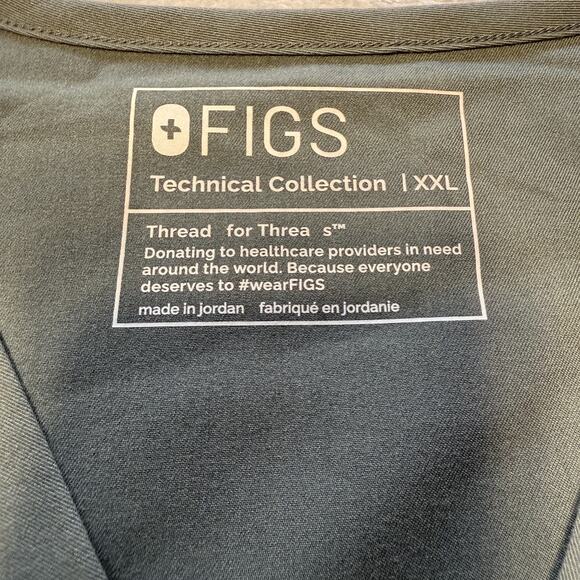 FIGS
Technical Collection | XXL
Thread for Threa s™
Donating to healthcare providers in need
around the world. Because everyone
deserves to #wearFIGS
made in jordan fabriqué en jordanie